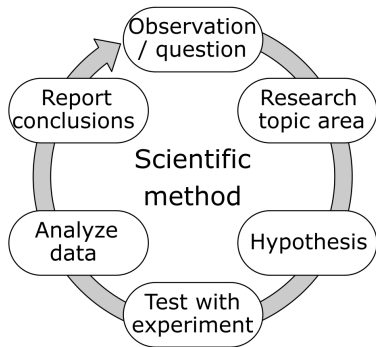 Observation
/ question
Research
topic area
Hypothesis
Test with
experiment
Analyze
data
Report
conclusions
Scientific
method